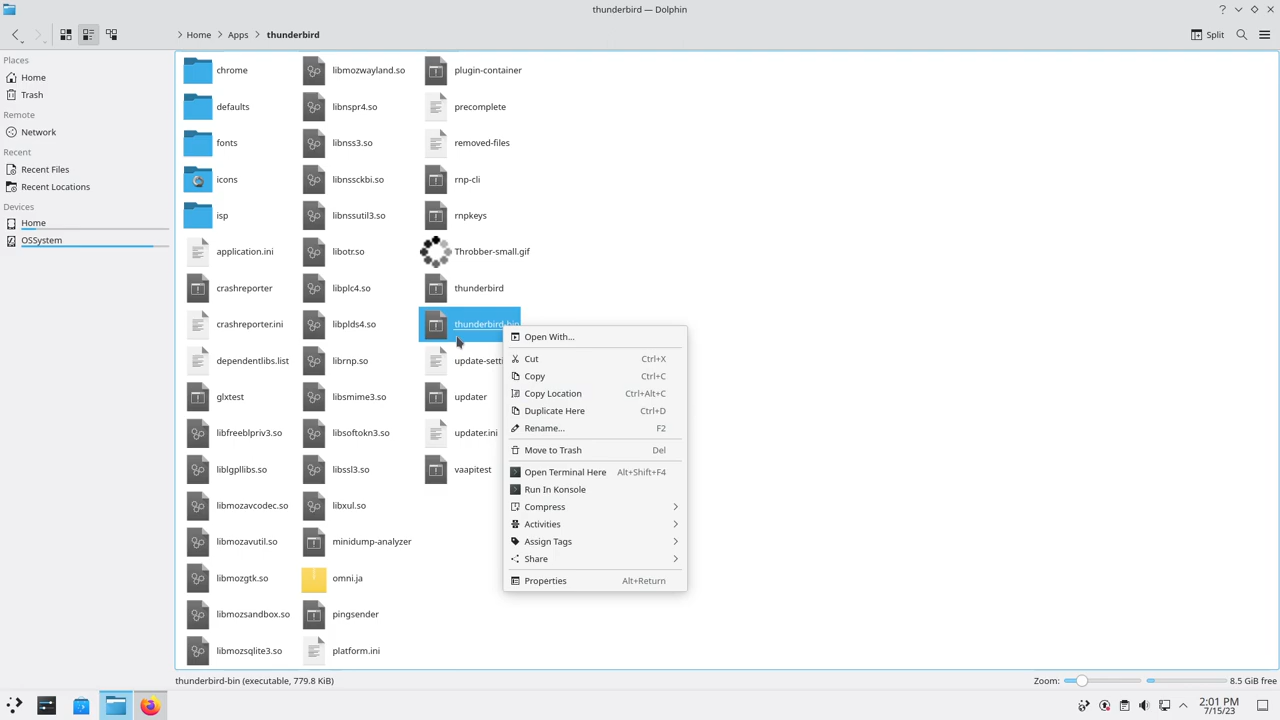 thunderbird — Dolphin
Home
Apps
thunderbird
Split
Places
Home
Trash
Remote
Network
Recent
Recent Files
Recent Locations
Devices
Home
OSSystem
chrome
defaults
fonts
icons
isp
application.ini
crashreporter
crashreporter.ini
dependentlibs.list
glxtest
libfreeblpriv3.so
liblgpllibs.so
libmozavcodec.so
libmozavutil.so
libmozgtk.so
libmozsandbox.so
libmozsqlite3.so
libmozwayland.so
libnspr4.so
libnss3.so
libnssckbi.so
libnssutil3.so
libotr.so
libplc4.so
libplds4.so
librnp.so
libsmime3.so
libsoftokn3.so
libssl3.so
libxul.so
minidump-analyzer
omni.ja
pingsender
platform.ini
plugin-container
precomplete
removed-files
rnp-cli
rnpkeys
Throbber-small.gif
thunderbird
thunderbird-bin
update-sett
updater
updater.ini
vaapitest
Open With...
Cut Ctrl+X
Copy Ctrl+C
Copy Location Ctrl+Alt+C
Duplicate Here Ctrl+D
Rename... F2
Move to Trash Del
Open Terminal Here Alt+Shift+F4
Run In Konsole
Compress
Activities
Assign Tags
Share
Properties Alt+Return
thunderbird-bin (executable, 779.8 KiB)
Zoom:
8.5 GiB free
2:01 PM
7/15/23